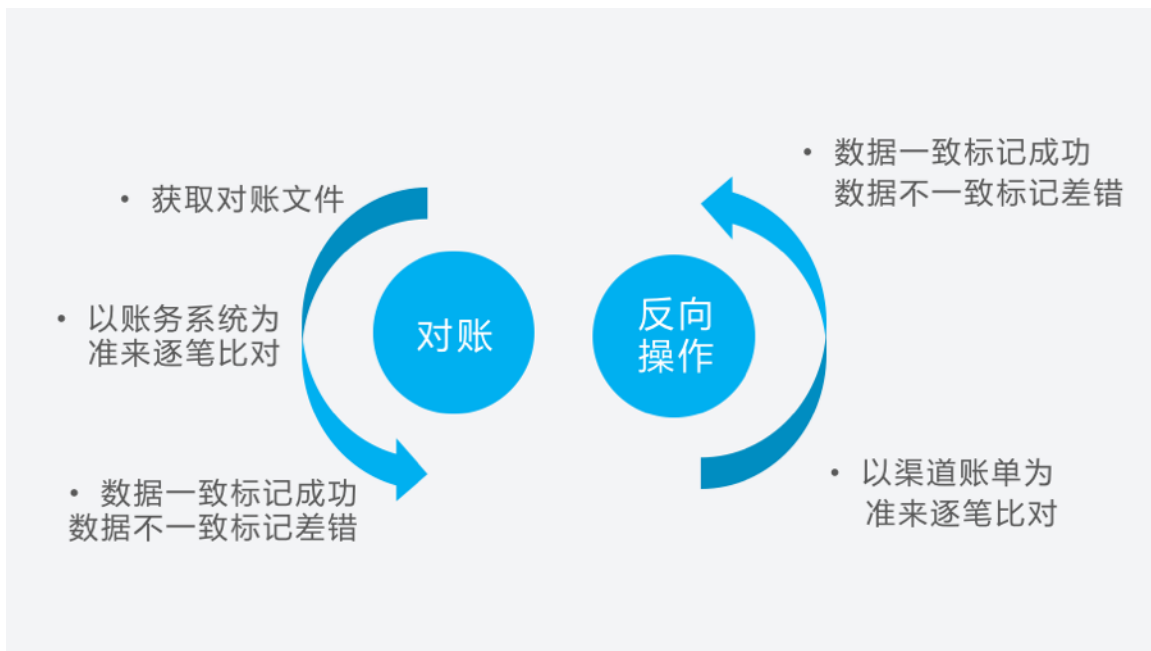 • 获取对账文件
• 以账务系统为
准来逐笔比对
• 数据一致标记成功
数据不一致标记差错
对账
反向
操作
• 数据一致标记成功
数据不一致标记差错
• 以渠道账单为
准来逐笔比对